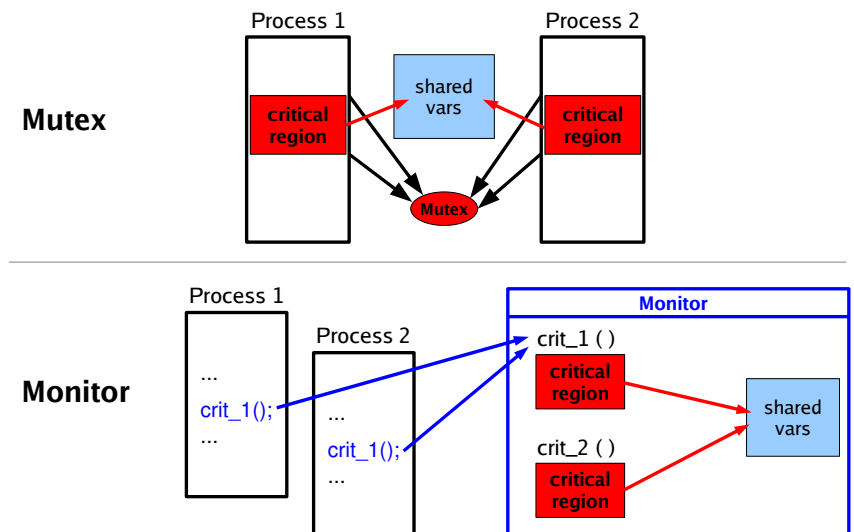 Process 1
Process 2
Mutex
critical
region
shared
vars
critical
region
Mutex
Process 1
Process 2
Monitor
Monitor
...
crit_1();
...
...
crit_1();
...
crit_1 ( )
critical
region
crit_2 ( )
critical
region
shared
vars